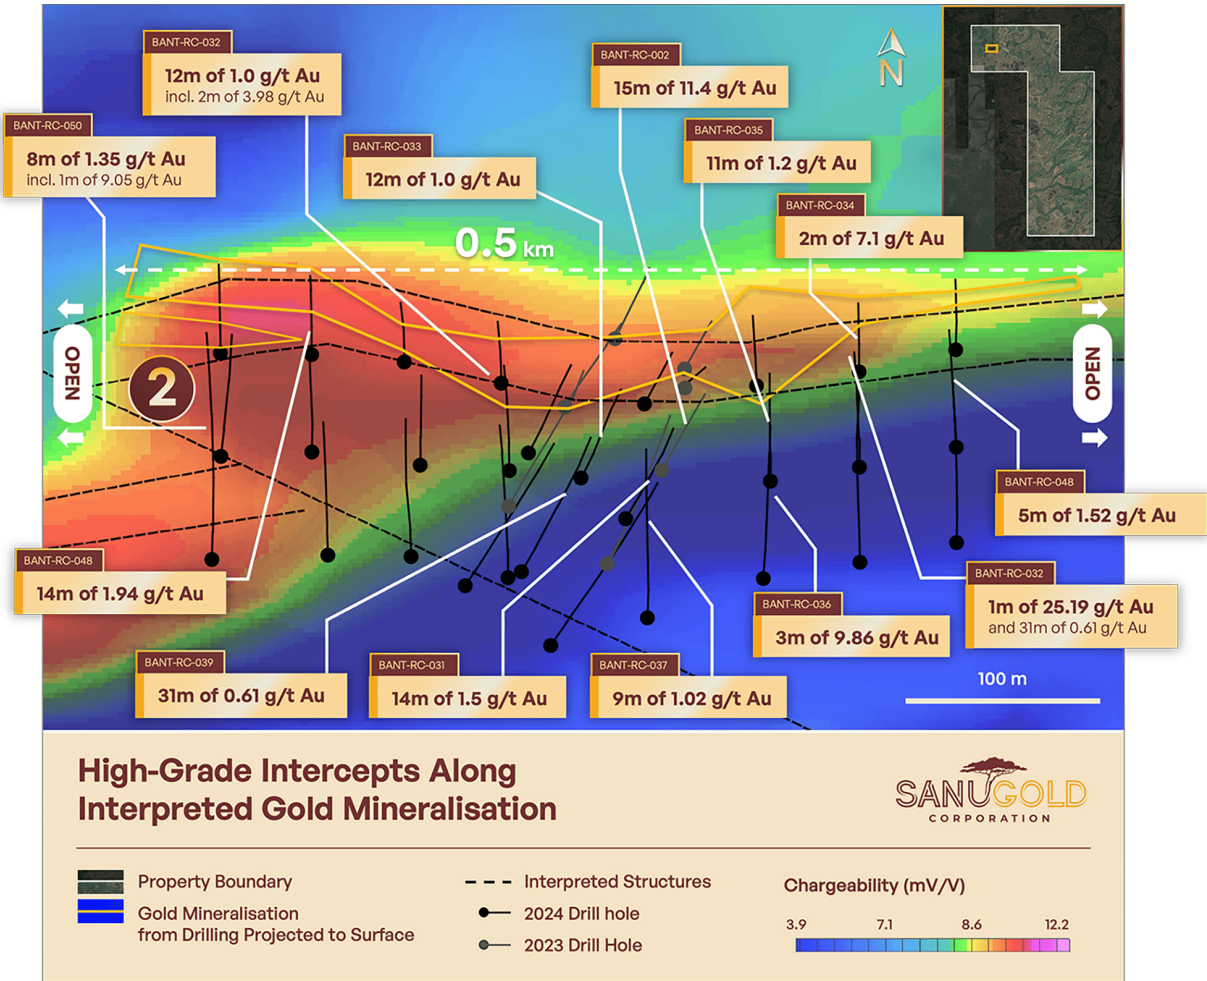 BANT-RC-032
12m of 1.0 g/t Au
incl. 2m of 3.98 g/t Au
BANT-RC-002
15m of 11.4 g/t Au
N
BANT-RC-050
8m of 1.35 g/t Au
incl. 1m of 9.05 g/t Au
BANT-RC-033
12m of 1.0 g/t Au
BANT-RC-035
11m of 1.2 g/t Au
BANT-RC-034
2m of 7.1 g/t Au
0.5 km
OPEN
2
OPEN
BANT-RC-048
5m of 1.52 g/t Au
BANT-RC-048
14m of 1.94 g/t Au
BANT-RC-032
1m of 25.19 g/t Au
and 31m of 0.61 g/t Au
BANT-RC-036
3m of 9.86 g/t Au
BANT-RC-039
31m of 0.61 g/t Au
BANT-RC-031
14m of 1.5 g/t Au
BANT-RC-037
9m of 1.02 g/t Au
100 m
High-Grade Intercepts Along
Interpreted Gold Mineralisation
SANUGOLD
CORPORATION
Property Boundary
Gold Mineralisation
from Drilling Projected to Surface
Interpreted Structures
2024 Drill hole
2023 Drill Hole
Chargeability (mV/V)
3.9 7.1 8.6 12.2